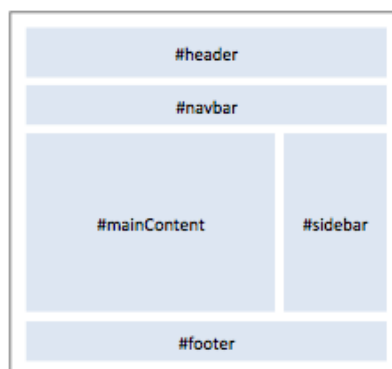 #header
#navbar
#mainContent
#sidebar
#footer